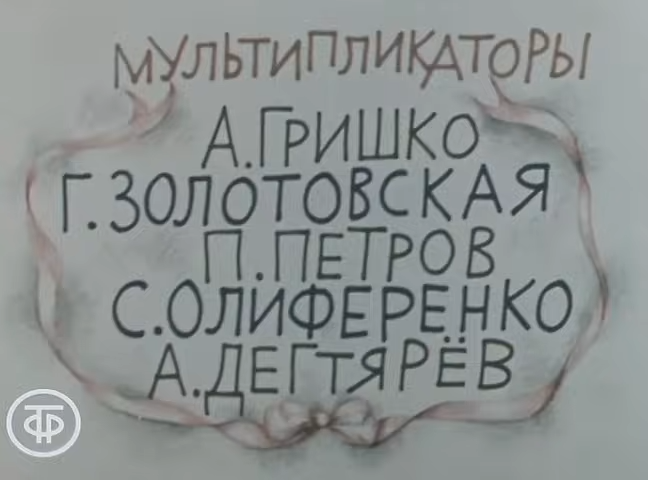 МУЛЬТИПЛИКАТОРЫ
А.ГРИШКО
Г.ЗОЛОТОВСКАЯ
П.ПЕТРОВ
С.ОЛИФЕРЕНКО
А.ДЕГТЯРЁВ